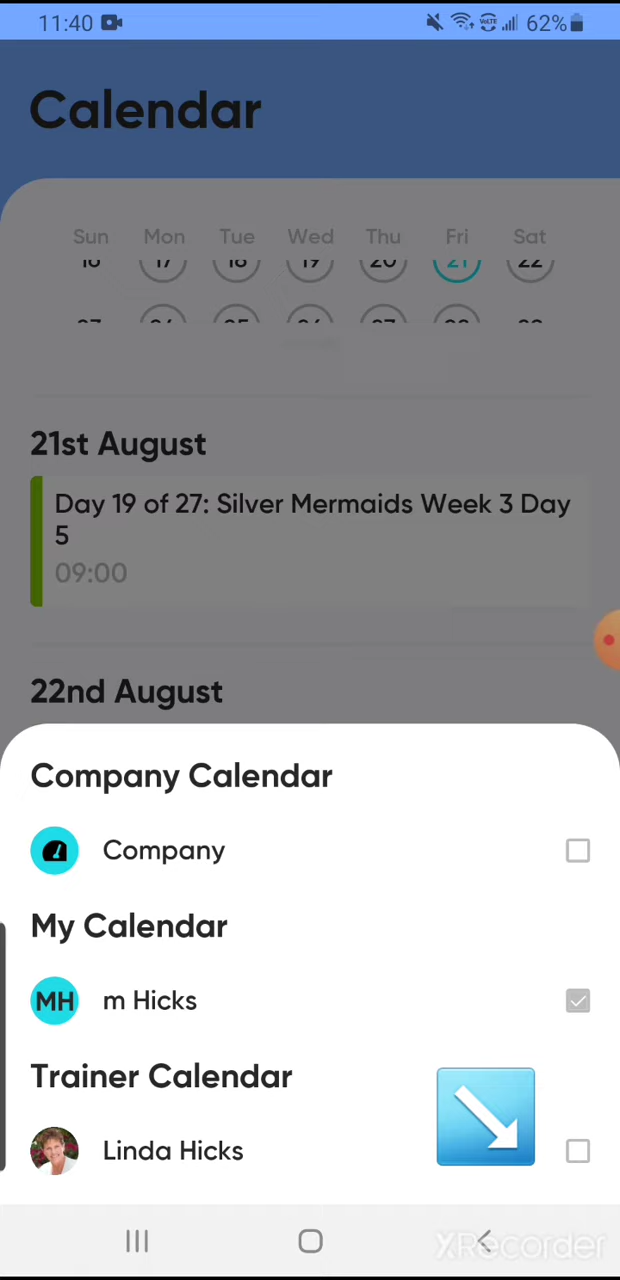 11:40 VoLTE 62%
Calendar
Sun Mon Tue Wed Thu Fri Sat
16 17 18 19 20 21 22
21st August
Day 19 of 27: Silver Mermaids Week 3 Day
5
09:00
22nd August
Company Calendar
Company
My Calendar
MH m Hicks
Trainer Calendar
Linda Hicks
XRecorder